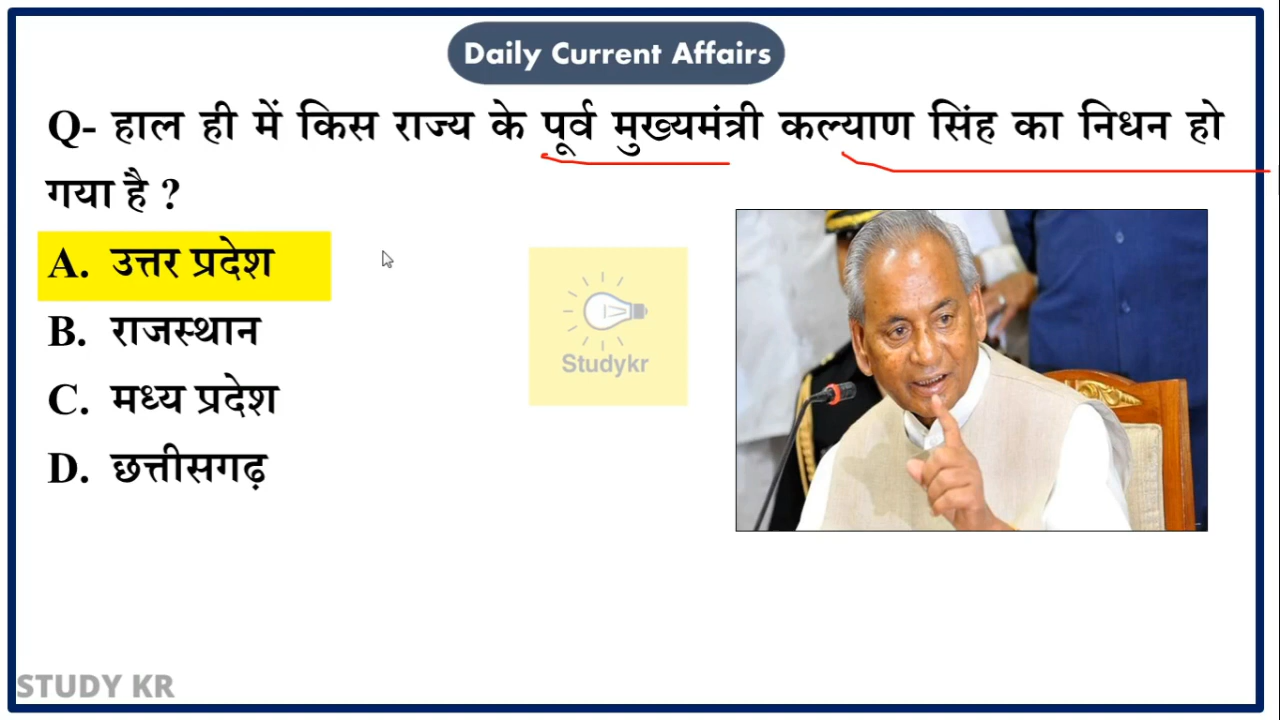 Daily Current Affairs
Q- हाल ही में किस राज्य के पूर्व मुख्यमंत्री कल्याण सिंह का निधन हो
गया है ?
A. उत्तर प्रदेश
B. राजस्थान
C. मध्य प्रदेश
D. छत्तीसगढ़
Studykr
STUDY KR